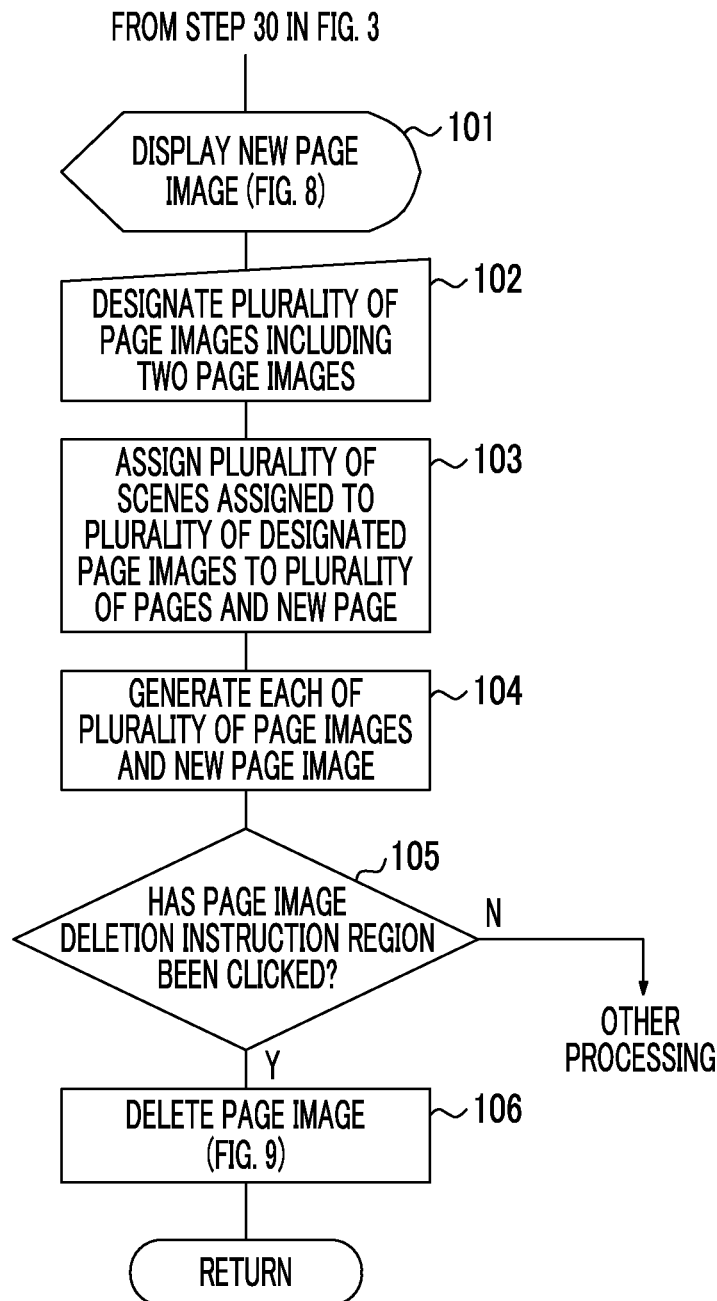 FROM STEP 30 IN FIG. 3
101
DISPLAY NEW PAGE
IMAGE (FIG. 8)
102
DESIGNATE PLURALITY OF
PAGE IMAGES INCLUDING
TWO PAGE IMAGES
103
ASSIGN PLURALITY OF
SCENES ASSIGNED TO
PLURALITY OF DESIGNATED
PAGE IMAGES TO PLURALITY
OF PAGES AND NEW PAGE
104
GENERATE EACH OF
PLURALITY OF PAGE IMAGES
AND NEW PAGE IMAGE
105
HAS PAGE IMAGE
DELETION INSTRUCTION REGION
BEEN CLICKED?
N
OTHER
PROCESSING
Y
106
DELETE PAGE IMAGE
(FIG. 9)
RETURN